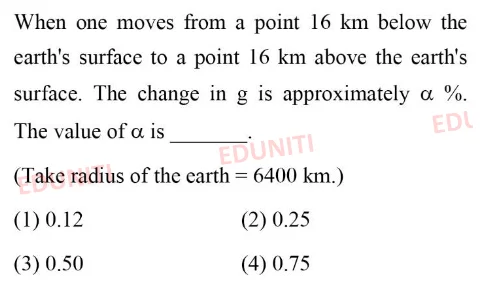 When one moves from a point 16 km below the
earth's surface to a point 16 km above the earth's
surface. The change in g is approximately α %.
The value of α is _______.
EDUNITI
(Take radius of the earth = 6400 km.)
EDUNITI
(1) 0.12 (2) 0.25
(3) 0.50 (4) 0.75